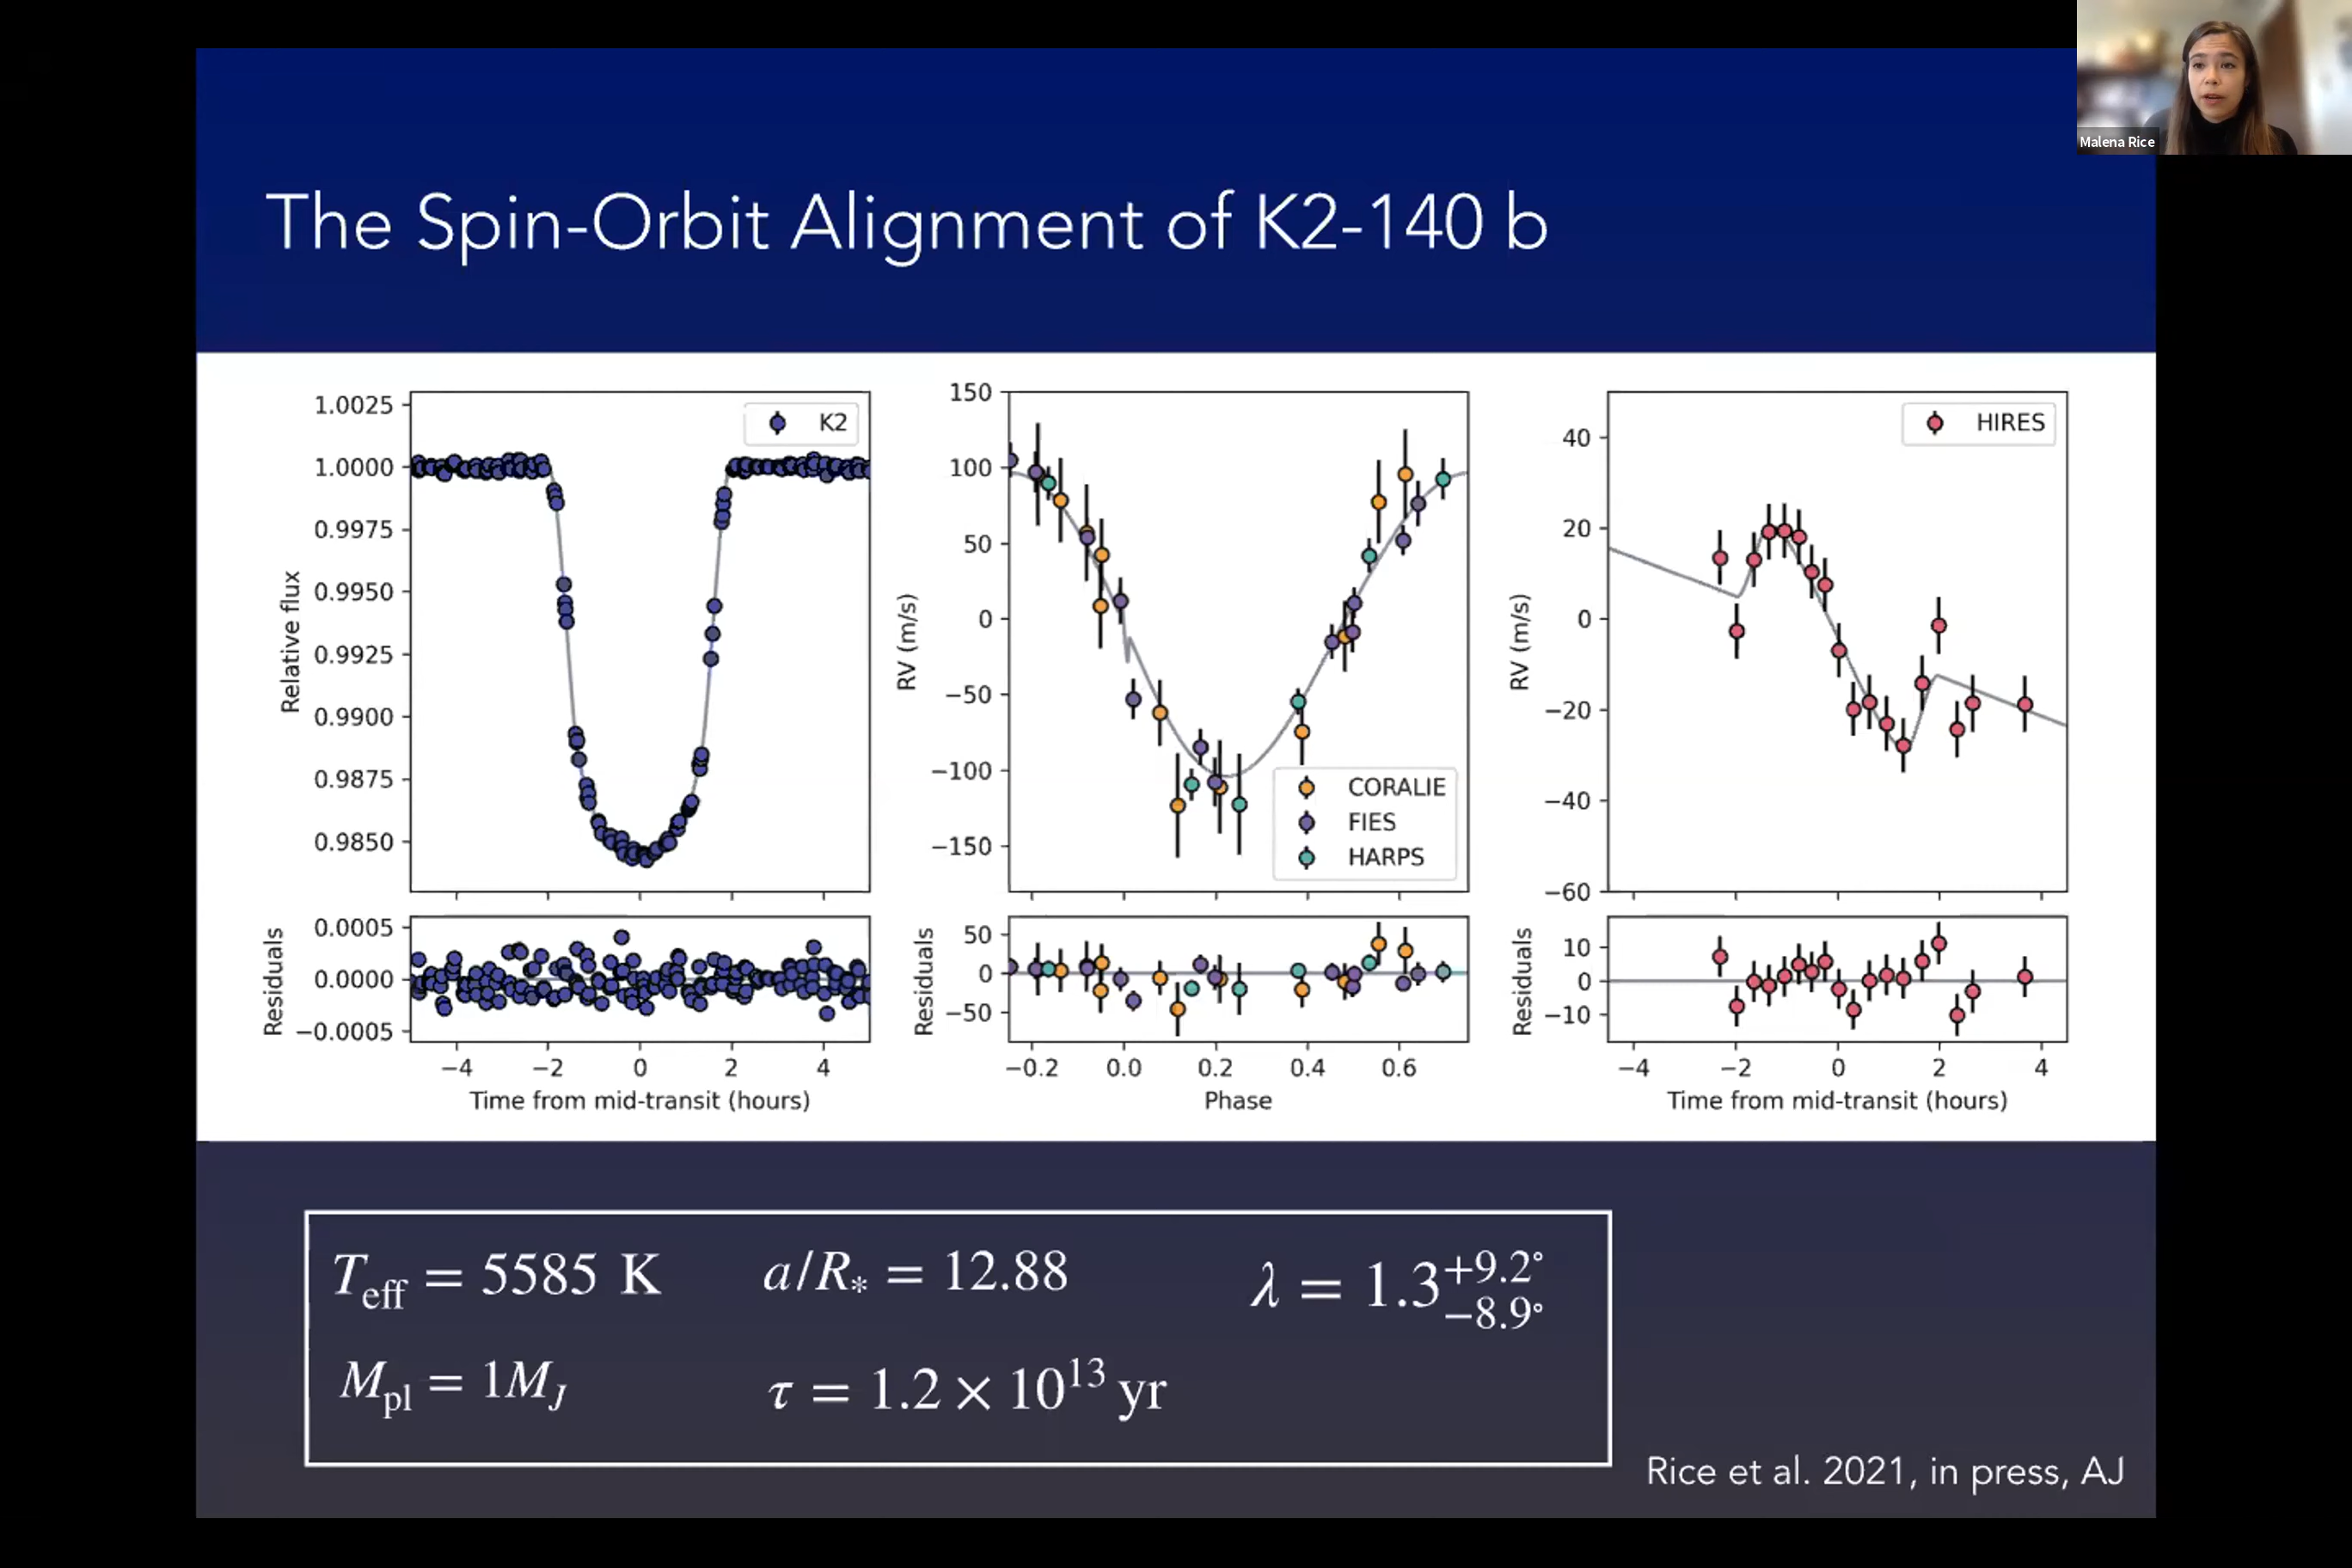 Malena Rice
The Spin-Orbit Alignment of K2-140 b
1.0025
1.0000
0.9975
0.9950
0.9925
0.9900
0.9875
0.9850
Relative flux
K2
0.0005
0.0000
−0.0005
Residuals
−4 −2 0 2 4
Time from mid-transit (hours)
150
100
50
0
−50
−100
−150
RV (m/s)
CORALIE
FIES
HARPS
50
0
−50
Residuals
−0.2 0.0 0.2 0.4 0.6
Phase
40
20
0
−20
−40
−60
RV (m/s)
HIRES
10
0
−10
Residuals
−4 −2 0 2 4
Time from mid-transit (hours)
T_eff = 5585 K a/R_* = 12.88 λ = 1.3 +9.2° −8.9°
M_pl = 1M_J τ = 1.2 × 10^13 yr
Rice et al. 2021, in press, AJ